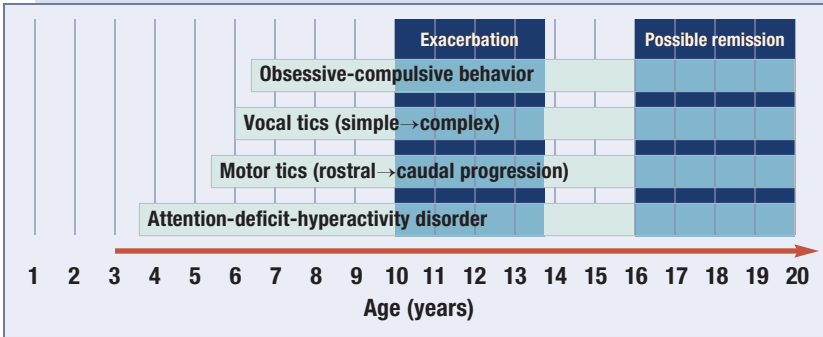 Exacerbation Possible remission
Obsessive-compulsive behavior
Vocal tics (simple→complex)
Motor tics (rostral→caudal progression)
Attention-deficit-hyperactivity disorder
1 2 3 4 5 6 7 8 9 10 11 12 13 14 15 16 17 18 19 20
Age (years)